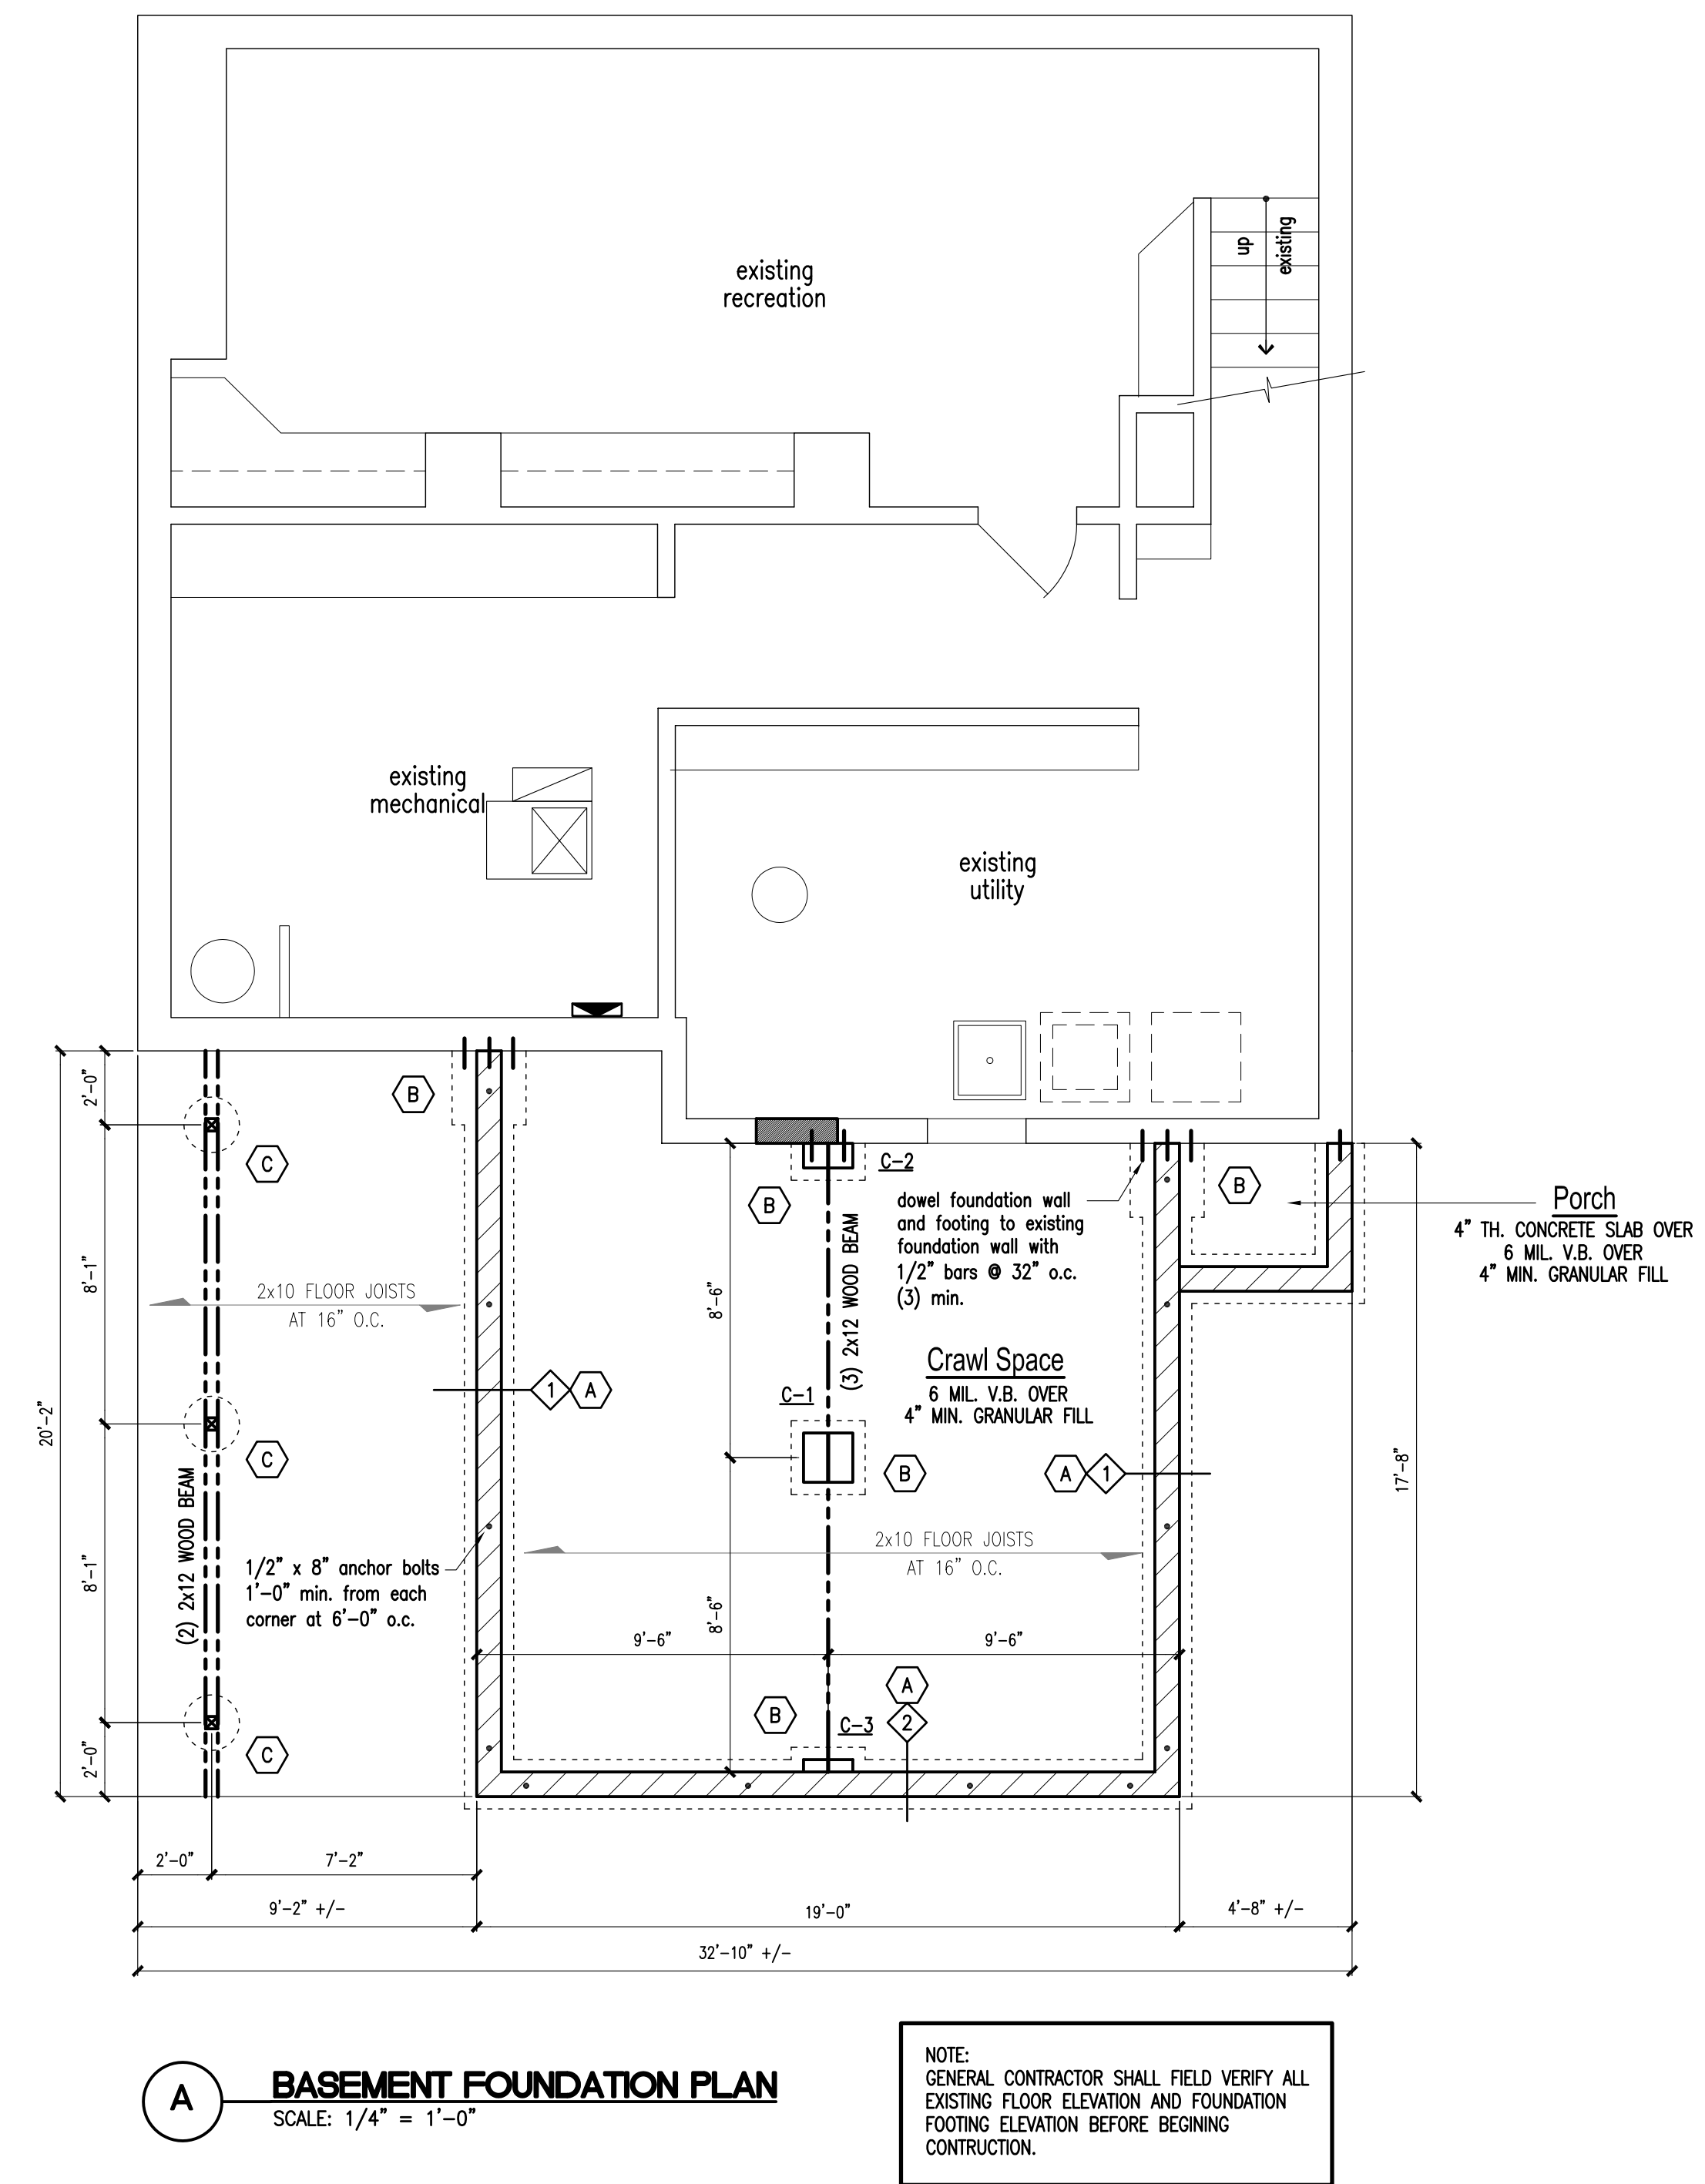 up
existing
existing
recreation
existing
mechanical
existing
utility
2'-0"
B
C
C-2
B
B
dowel foundation wall
and footing to existing
foundation wall with
1/2" bars @ 32" o.c.
(3) min.
Porch
4" TH. CONCRETE SLAB OVER
6 MIL. V.B. OVER
4" MIN. GRANULAR FILL
8'-1"
2x10 FLOOR JOISTS
AT 16" O.C.
8'-6"
(3) 2x12 WOOD BEAM
Crawl Space
6 MIL. V.B. OVER
4" MIN. GRANULAR FILL
1
A
C-1
20'-2"
C
B
A
1
17'-8"
(2) 2x12 WOOD BEAM
8'-1"
1/2" x 8" anchor bolts
1'-0" min. from each
corner at 6'-0" o.c.
2x10 FLOOR JOISTS
AT 16" O.C.
8'-6"
9'-6"
9'-6"
A
B
C-3
2
2'-0"
C
2'-0"
7'-2"
9'-2" +/-
19'-0"
4'-8" +/-
32'-10" +/-
A
BASEMENT FOUNDATION PLAN
SCALE: 1/4" = 1'-0"
NOTE:
GENERAL CONTRACTOR SHALL FIELD VERIFY ALL
EXISTING FLOOR ELEVATION AND FOUNDATION
FOOTING ELEVATION BEFORE BEGINING
CONTRUCTION.